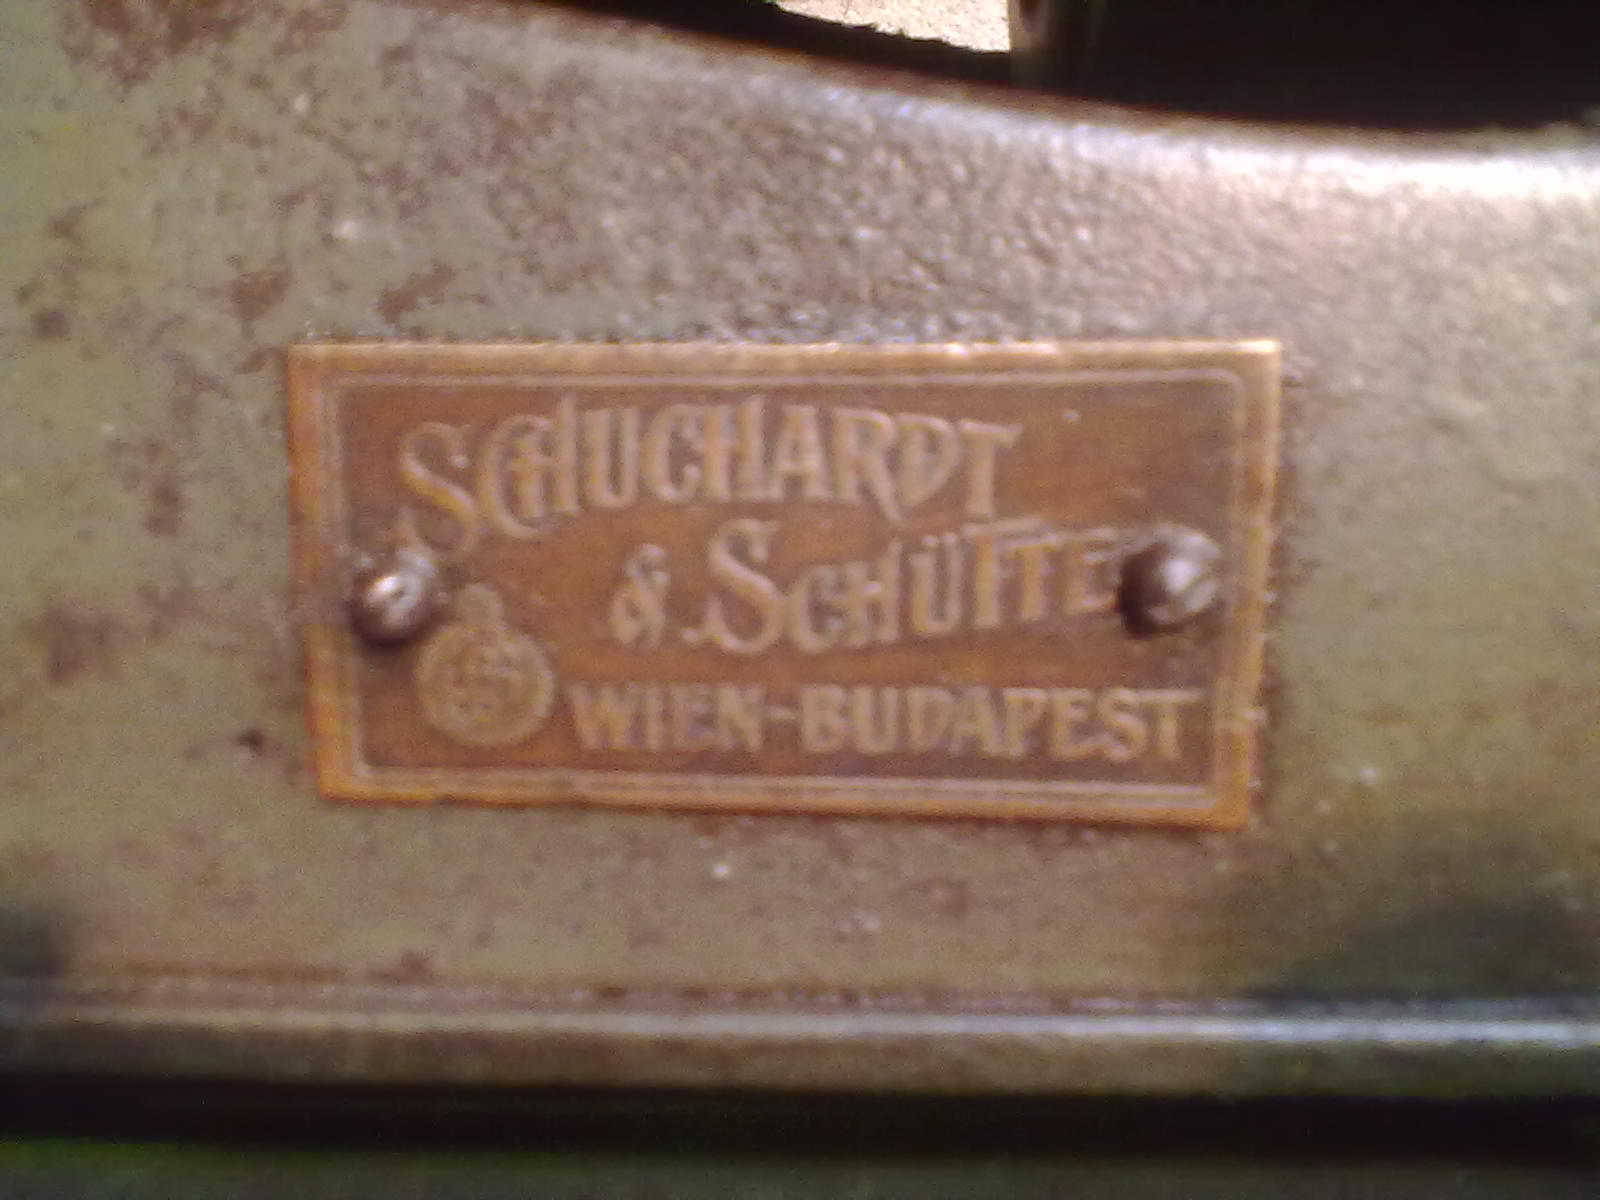 SCHUCHARDT
& SCHÜTTE
WIEN-BUDAPEST